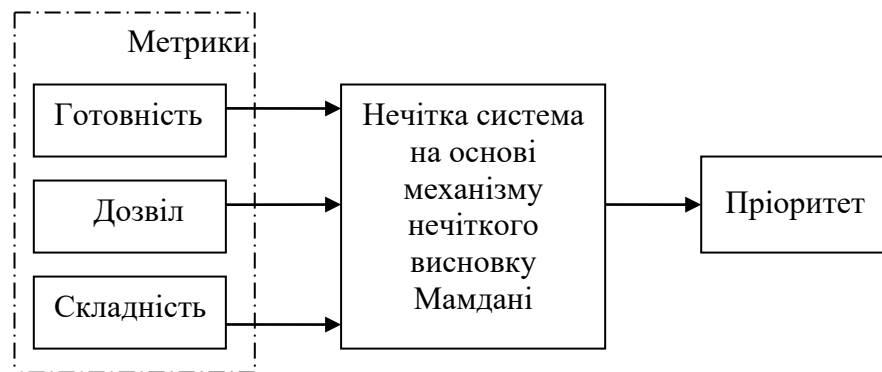 Метрики
Готовність
Дозвіл
Складність
Нечітка система
на основі
механізму
нечіткого
висновку
Мамдані
Пріоритет